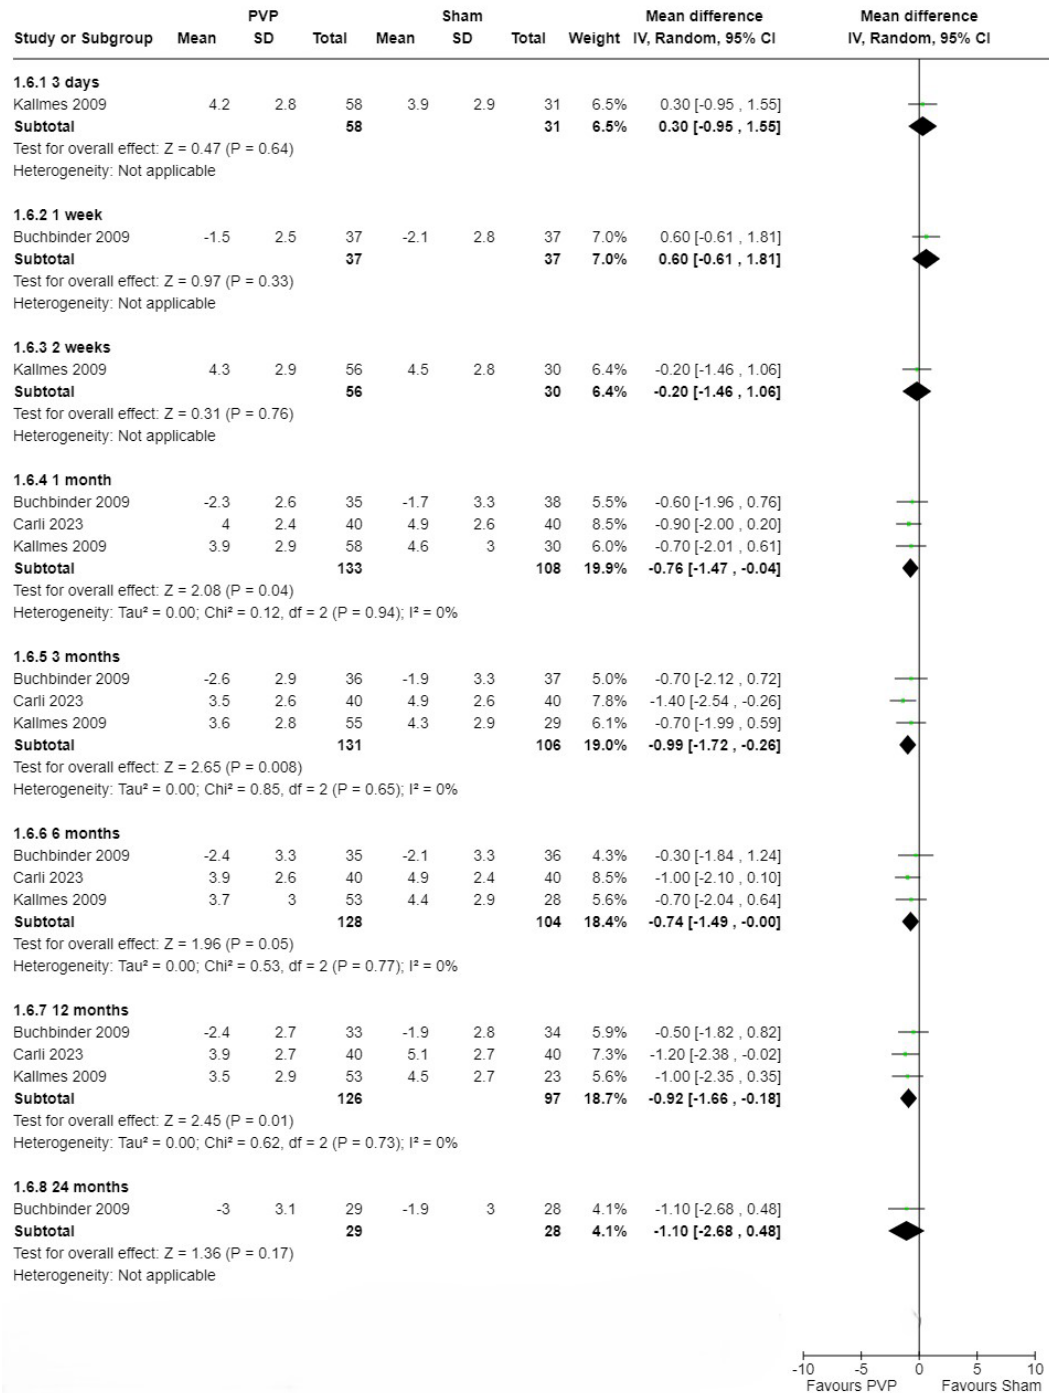 PVP Sham Mean difference Mean difference
Study or Subgroup Mean SD Total Mean SD Total Weight IV, Random, 95% CI IV, Random, 95% CI
1.6.1 3 days
Kallmes 2009 4.2 2.8 58 3.9 2.9 31 6.5% 0.30 [-0.95 , 1.55]
Subtotal 58 31 6.5% 0.30 [-0.95 , 1.55]
Test for overall effect: Z = 0.47 (P = 0.64)
Heterogeneity: Not applicable
1.6.2 1 week
Buchbinder 2009 -1.5 2.5 37 -2.1 2.8 37 7.0% 0.60 [-0.61 , 1.81]
Subtotal 37 37 7.0% 0.60 [-0.61 , 1.81]
Test for overall effect: Z = 0.97 (P = 0.33)
Heterogeneity: Not applicable
1.6.3 2 weeks
Kallmes 2009 4.3 2.9 56 4.5 2.8 30 6.4% -0.20 [-1.46 , 1.06]
Subtotal 56 30 6.4% -0.20 [-1.46 , 1.06]
Test for overall effect: Z = 0.31 (P = 0.76)
Heterogeneity: Not applicable
1.6.4 1 month
Buchbinder 2009 -2.3 2.6 35 -1.7 3.3 38 5.5% -0.60 [-1.96 , 0.76]
Carli 2023 4 2.4 40 4.9 2.6 40 8.5% -0.90 [-2.00 , 0.20]
Kallmes 2009 3.9 2.9 58 4.6 3 30 6.0% -0.70 [-2.01 , 0.61]
Subtotal 133 108 19.9% -0.76 [-1.47 , -0.04]
Test for overall effect: Z = 2.08 (P = 0.04)
Heterogeneity: Tau² = 0.00; Chi² = 0.12, df = 2 (P = 0.94); I² = 0%
1.6.5 3 months
Buchbinder 2009 -2.6 2.9 36 -1.9 3.3 37 5.0% -0.70 [-2.12 , 0.72]
Carli 2023 3.5 2.6 40 4.9 2.6 40 7.8% -1.40 [-2.54 , -0.26]
Kallmes 2009 3.6 2.8 55 4.3 2.9 29 6.1% -0.70 [-1.99 , 0.59]
Subtotal 131 106 19.0% -0.99 [-1.72 , -0.26]
Test for overall effect: Z = 2.65 (P = 0.008)
Heterogeneity: Tau² = 0.00; Chi² = 0.85, df = 2 (P = 0.65); I² = 0%
1.6.6 6 months
Buchbinder 2009 -2.4 3.3 35 -2.1 3.3 36 4.3% -0.30 [-1.84 , 1.24]
Carli 2023 3.9 2.6 40 4.9 2.4 40 8.5% -1.00 [-2.10 , 0.10]
Kallmes 2009 3.7 3 53 4.4 2.9 28 5.6% -0.70 [-2.04 , 0.64]
Subtotal 128 104 18.4% -0.74 [-1.49 , -0.00]
Test for overall effect: Z = 1.96 (P = 0.05)
Heterogeneity: Tau² = 0.00; Chi² = 0.53, df = 2 (P = 0.77); I² = 0%
1.6.7 12 months
Buchbinder 2009 -2.4 2.7 33 -1.9 2.8 34 5.9% -0.50 [-1.82 , 0.82]
Carli 2023 3.9 2.7 40 5.1 2.7 40 7.3% -1.20 [-2.38 , -0.02]
Kallmes 2009 3.5 2.9 53 4.5 2.7 23 5.6% -1.00 [-2.35 , 0.35]
Subtotal 126 97 18.7% -0.92 [-1.66 , -0.18]
Test for overall effect: Z = 2.45 (P = 0.01)
Heterogeneity: Tau² = 0.00; Chi² = 0.62, df = 2 (P = 0.73); I² = 0%
1.6.8 24 months
Buchbinder 2009 -3 3.1 29 -1.9 3 28 4.1% -1.10 [-2.68 , 0.48]
Subtotal 29 28 4.1% -1.10 [-2.68 , 0.48]
Test for overall effect: Z = 1.36 (P = 0.17)
Heterogeneity: Not applicable
-10 -5 0 5 10
Favours PVP Favours Sham